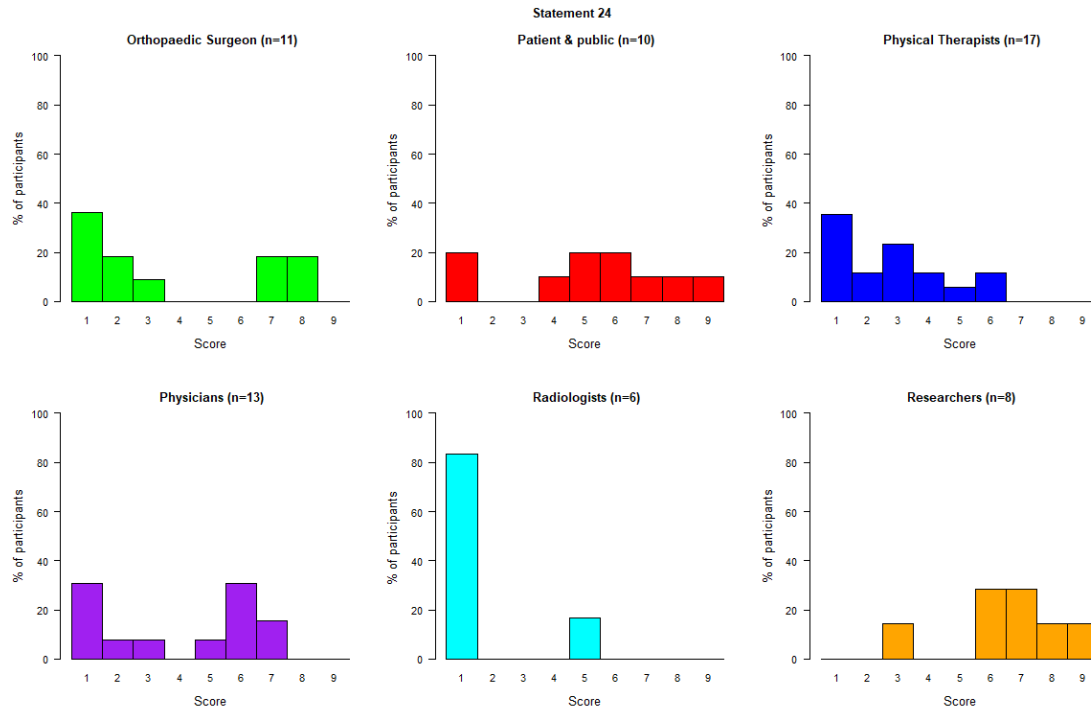 Statement 24
Orthopaedic Surgeon (n=11)
% of participants
100
80
60
40
20
0
1 2 3 4 5 6 7 8 9
Score
Patient & public (n=10)
% of participants
100
80
60
40
20
0
1 2 3 4 5 6 7 8 9
Score
Physical Therapists (n=17)
% of participants
100
80
60
40
20
0
1 2 3 4 5 6 7 8 9
Score
Physicians (n=13)
% of participants
100
80
60
40
20
0
1 2 3 4 5 6 7 8 9
Score
Radiologists (n=6)
% of participants
100
80
60
40
20
0
1 2 3 4 5 6 7 8 9
Score
Researchers (n=8)
% of participants
100
80
60
40
20
0
1 2 3 4 5 6 7 8 9
Score